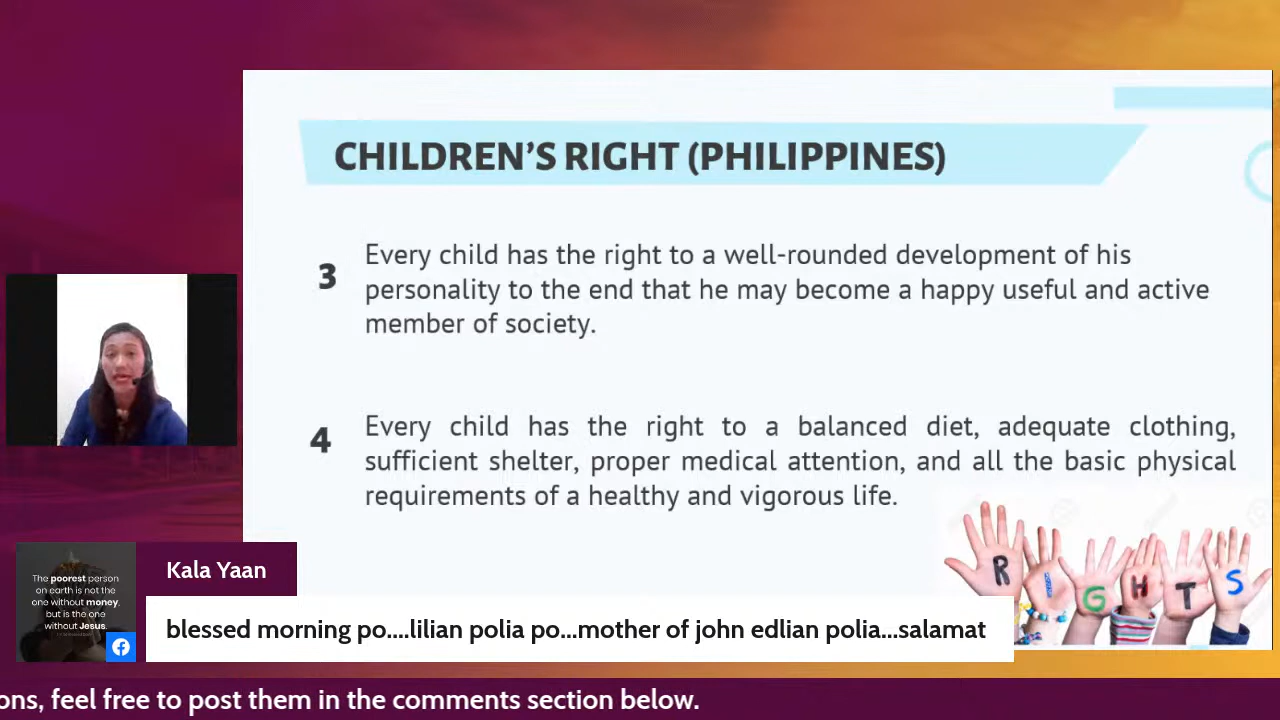 CHILDREN'S RIGHT (PHILIPPINES)
3
Every child has the right to a well-rounded development of his
personality to the end that he may become a happy useful and active
member of society.
4
Every child has the right to a balanced diet, adequate clothing,
sufficient shelter, proper medical attention, and all the basic physical
requirements of a healthy and vigorous life.
RIGHTS
The poorest person
on earth is not the
one without money,
but is the one
without Jesus.
Kala Yaan
blessed morning po....lilian polia po...mother of john edlian polia...salamat
ons, feel free to post them in the comments section below.